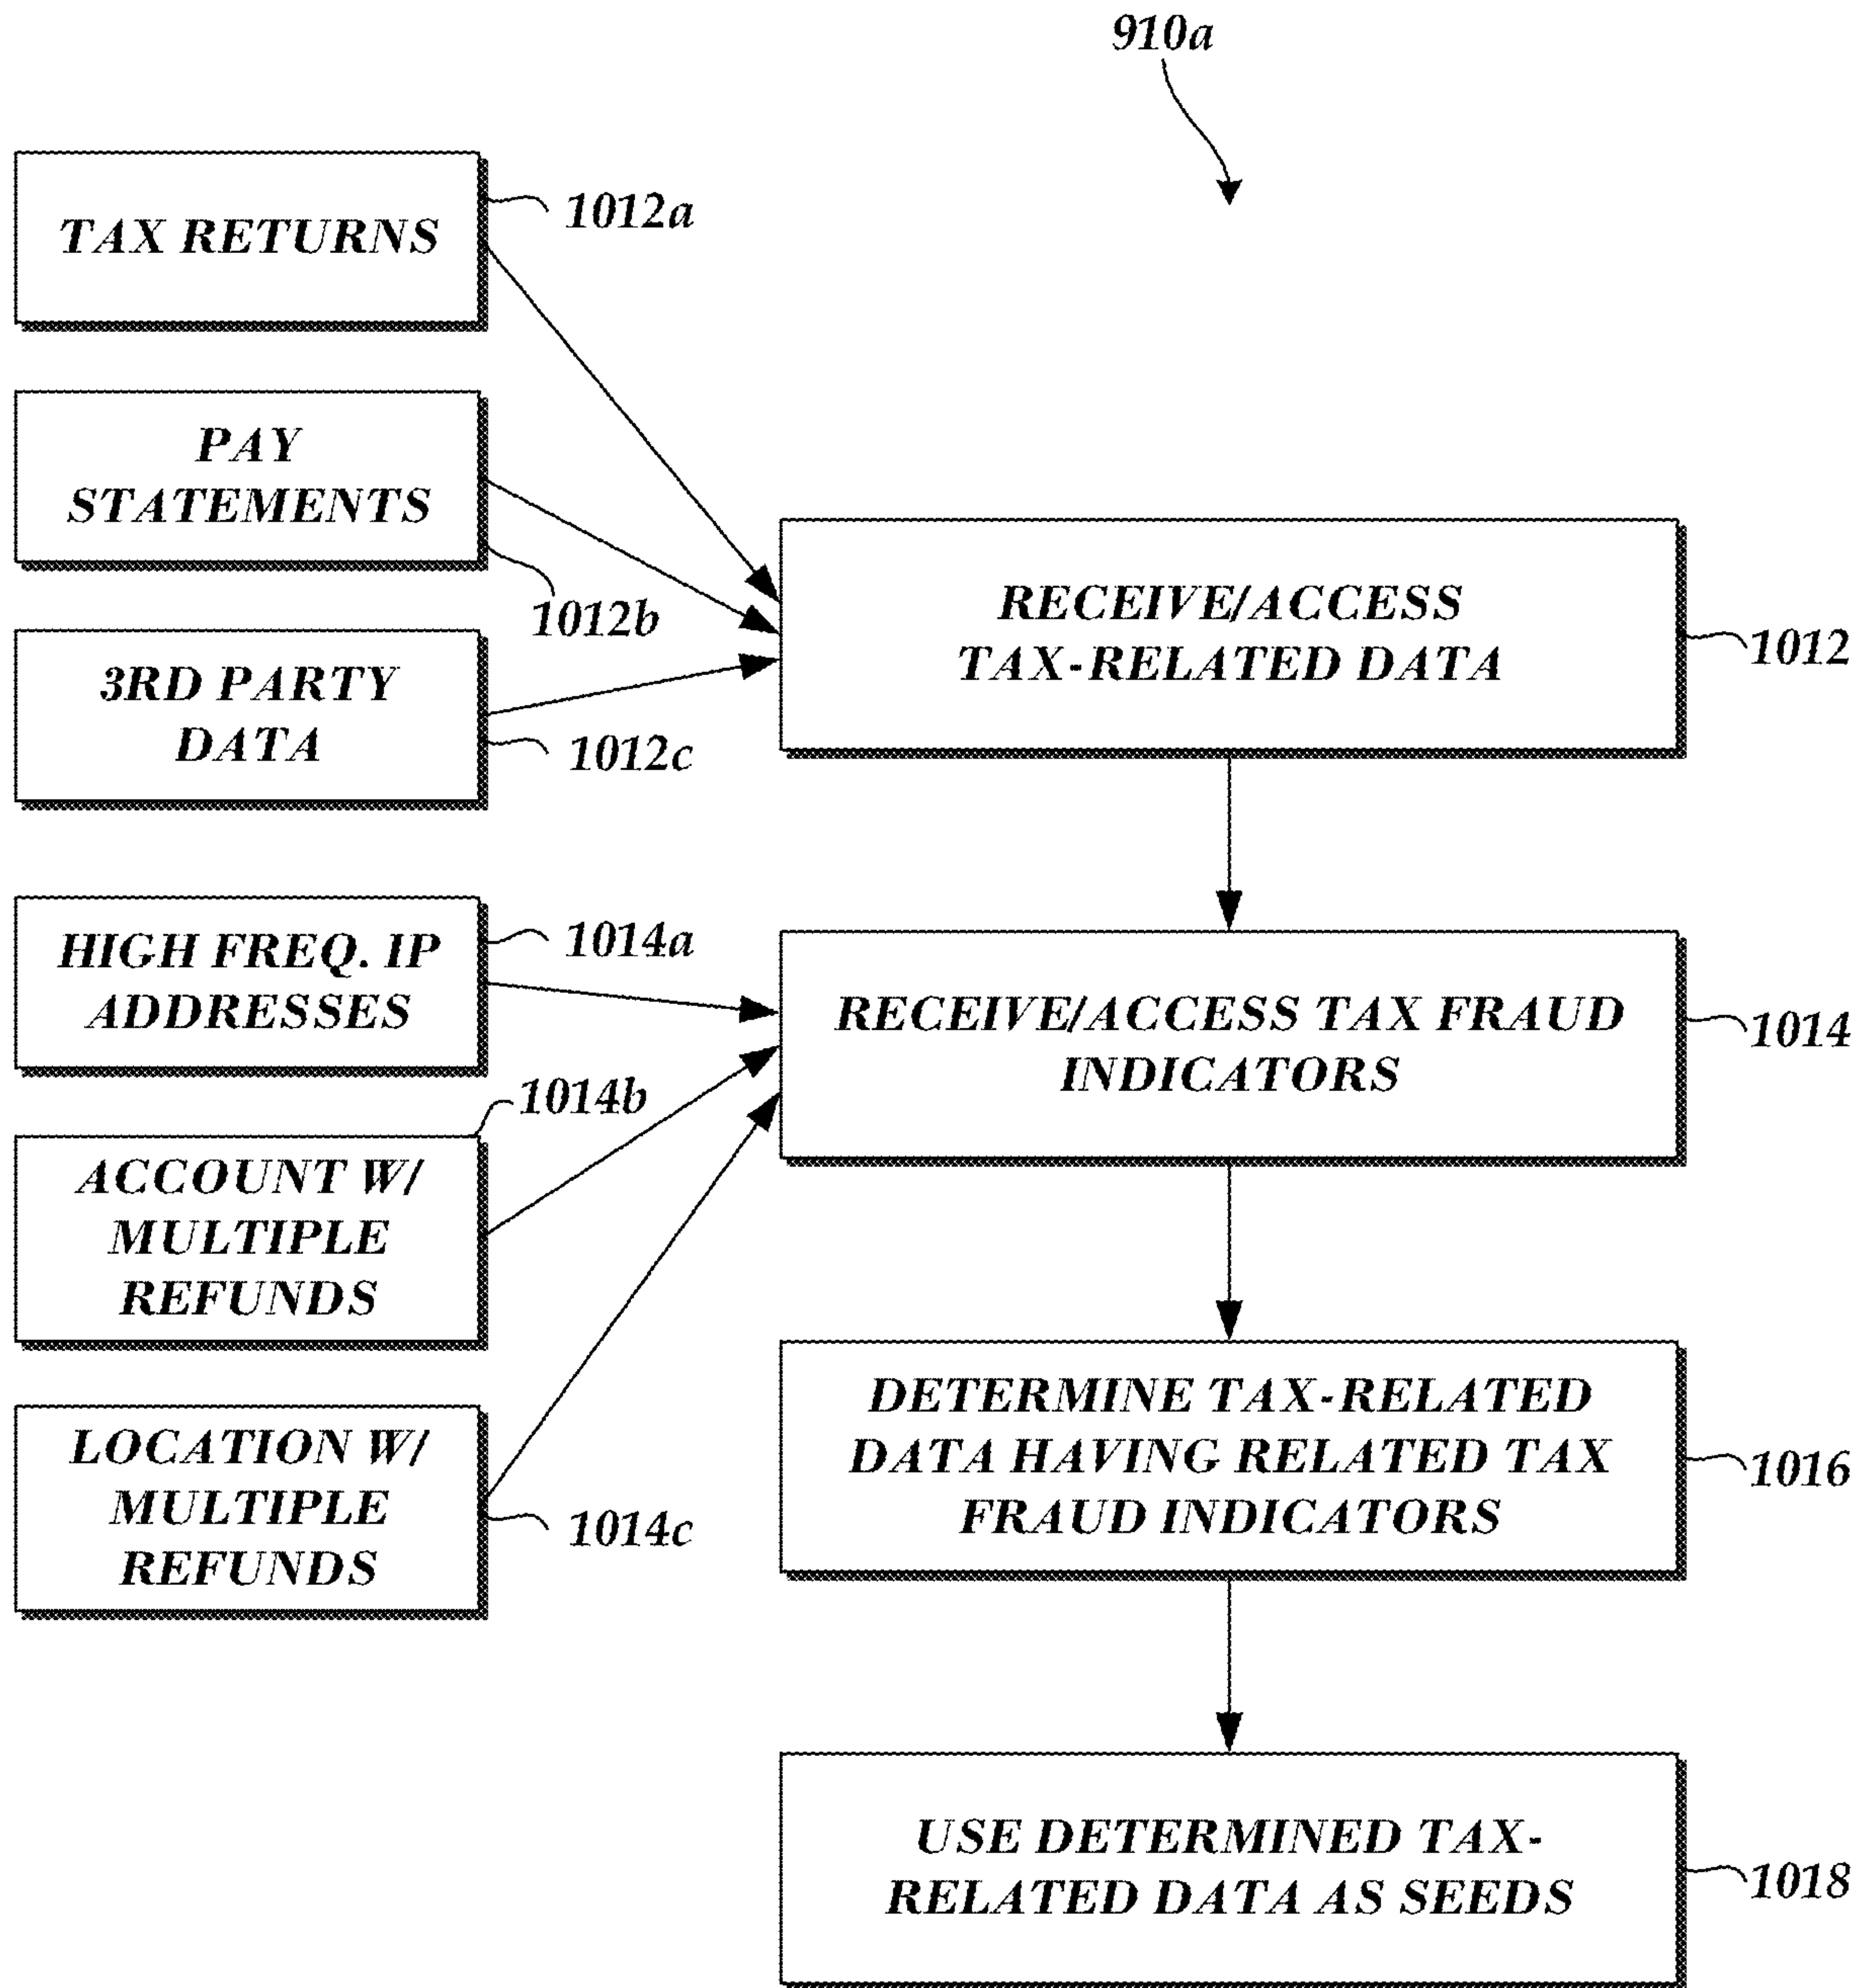 910a
TAX RETURNS
1012a
PAY
STATEMENTS
1012b
3RD PARTY
DATA
1012c
RECEIVE/ACCESS
TAX-RELATED DATA
1012
HIGH FREQ. IP
ADDRESSES
1014a
ACCOUNT W/
MULTIPLE
REFUNDS
1014b
LOCATION W/
MULTIPLE
REFUNDS
1014c
RECEIVE/ACCESS TAX FRAUD
INDICATORS
1014
DETERMINE TAX-RELATED
DATA HAVING RELATED TAX
FRAUD INDICATORS
1016
USE DETERMINED TAX-
RELATED DATA AS SEEDS
1018